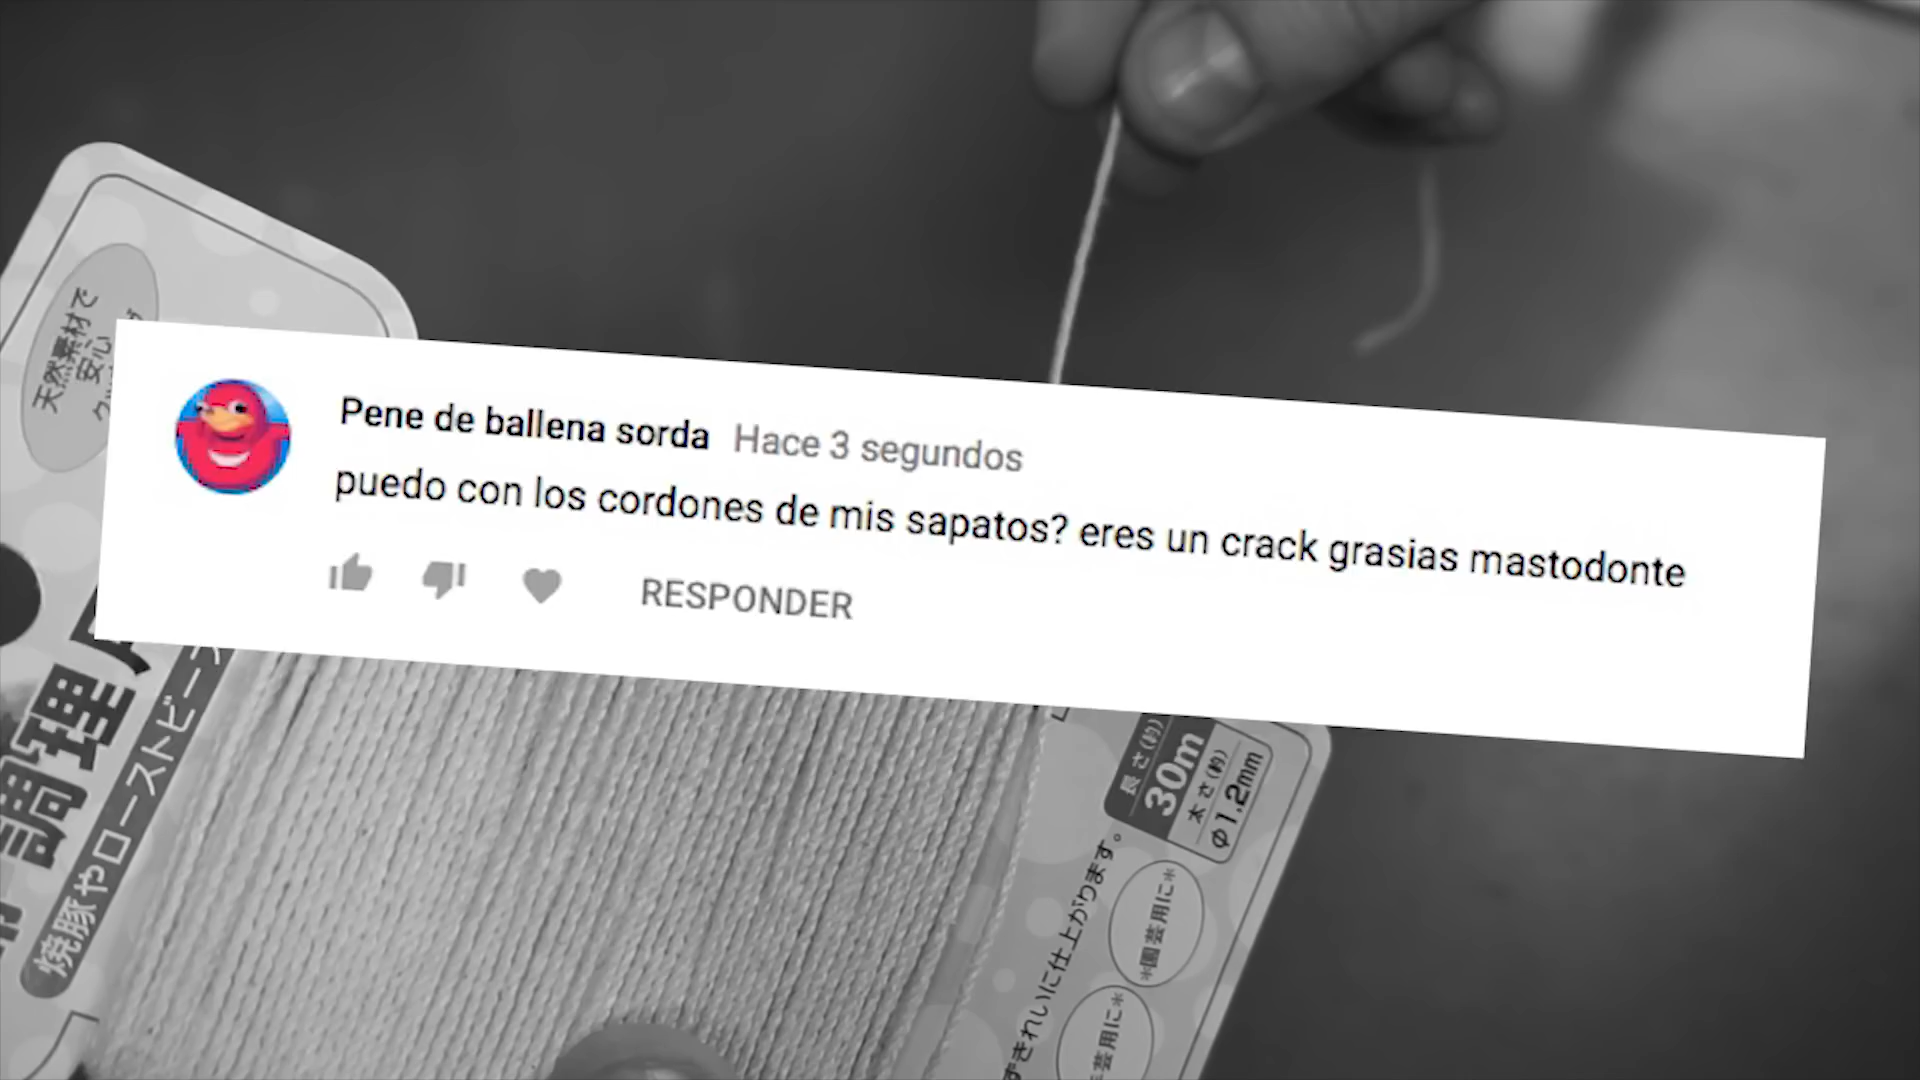 天然素材で
安心
Pene de ballena sorda Hace 3 segundos
puedo con los cordones de mis sapatos? eres un crack grasias mastodonte
RESPONDER
調理
焼豚やローストビー
長さ(約)
30m
太さ(約)
φ1.2mm
ずきれいに仕上がります。
*園芸用に*
芸用に*